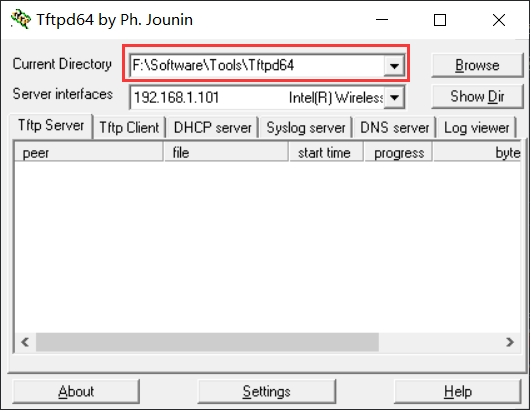 Tftpd64 by Ph. Jounin
Current Directory F:\Software\Tools\Tftpd64 Browse
Server interfaces 192.168.1.101 Intel(R) Wireless Show Dir
Tftp Server Tftp Client DHCP server Syslog server DNS server Log viewer
peer file start time progress byte
About Settings Help